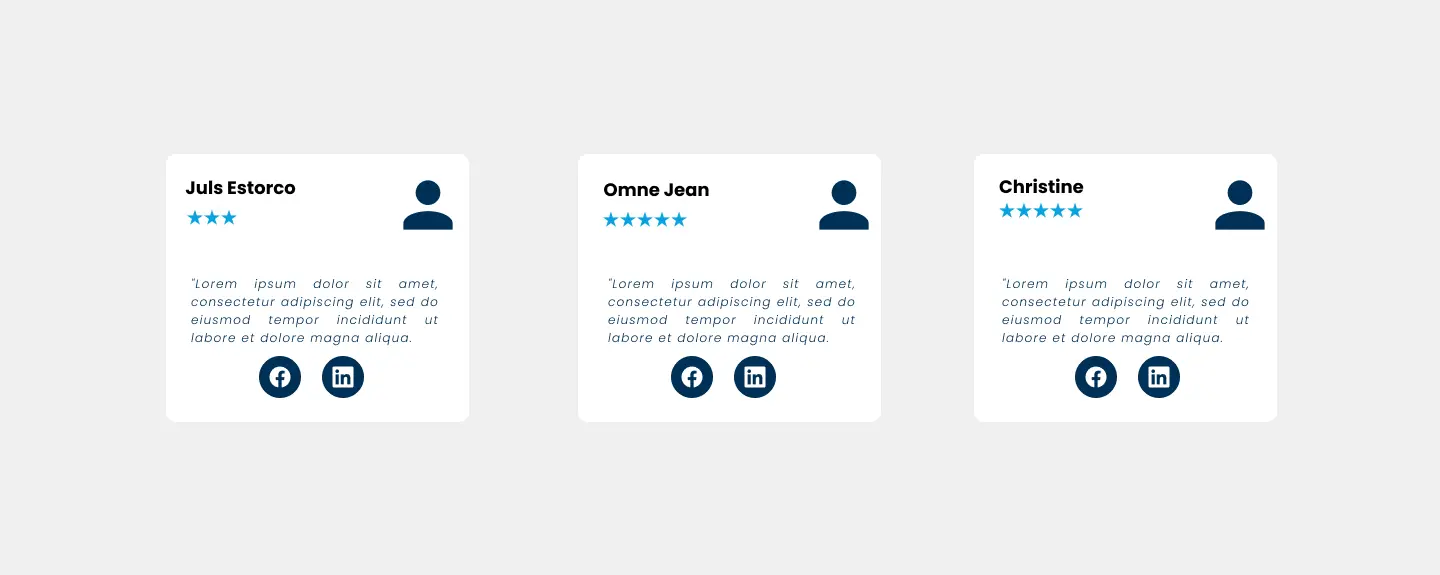 Juls Estorco
"Lorem ipsum dolor sit amet,
consectetur adipiscing elit, sed do
eiusmod tempor incididunt ut
labore et dolore magna aliqua.
Omne Jean
"Lorem ipsum dolor sit amet,
consectetur adipiscing elit, sed do
eiusmod tempor incididunt ut
labore et dolore magna aliqua.
Christine
"Lorem ipsum dolor sit amet,
consectetur adipiscing elit, sed do
eiusmod tempor incididunt ut
labore et dolore magna aliqua.